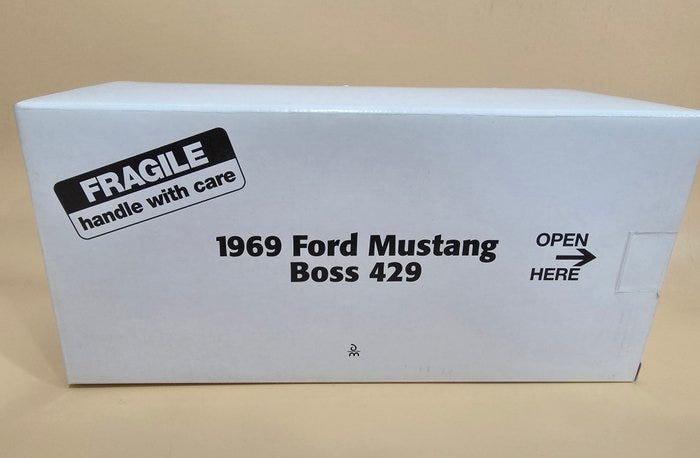 FRAGILE
handle with care
1969 Ford Mustang
Boss 429
OPEN
HERE